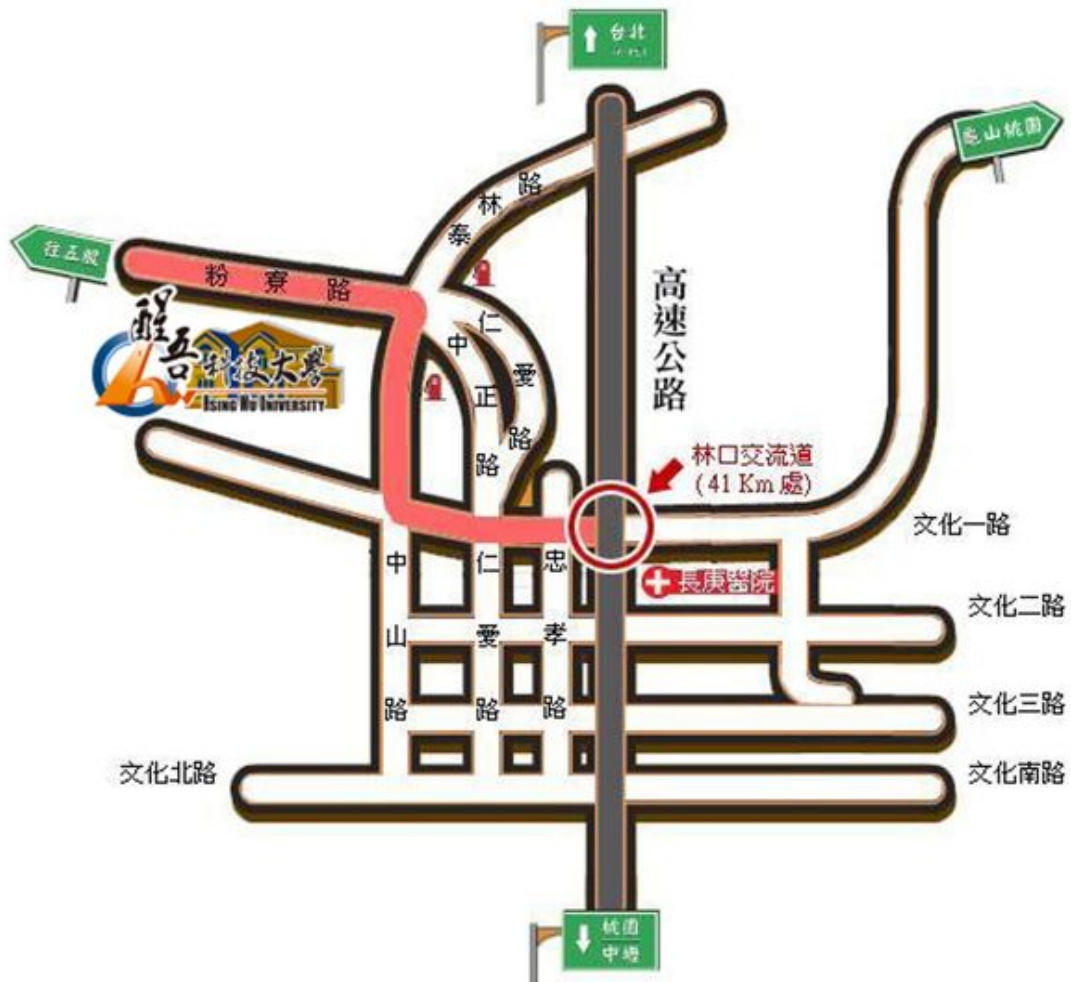 台北
龜山桃園
泰林路
往五股
粉寮路
高速公路
仁愛路
中正路
醒吾科技大學
HSING WU UNIVERSITY
林口交流道
(41 Km 處)
文化一路
長庚醫院
中山路
仁愛路
忠孝路
文化二路
文化三路
文化北路
文化南路
桃園
中壢